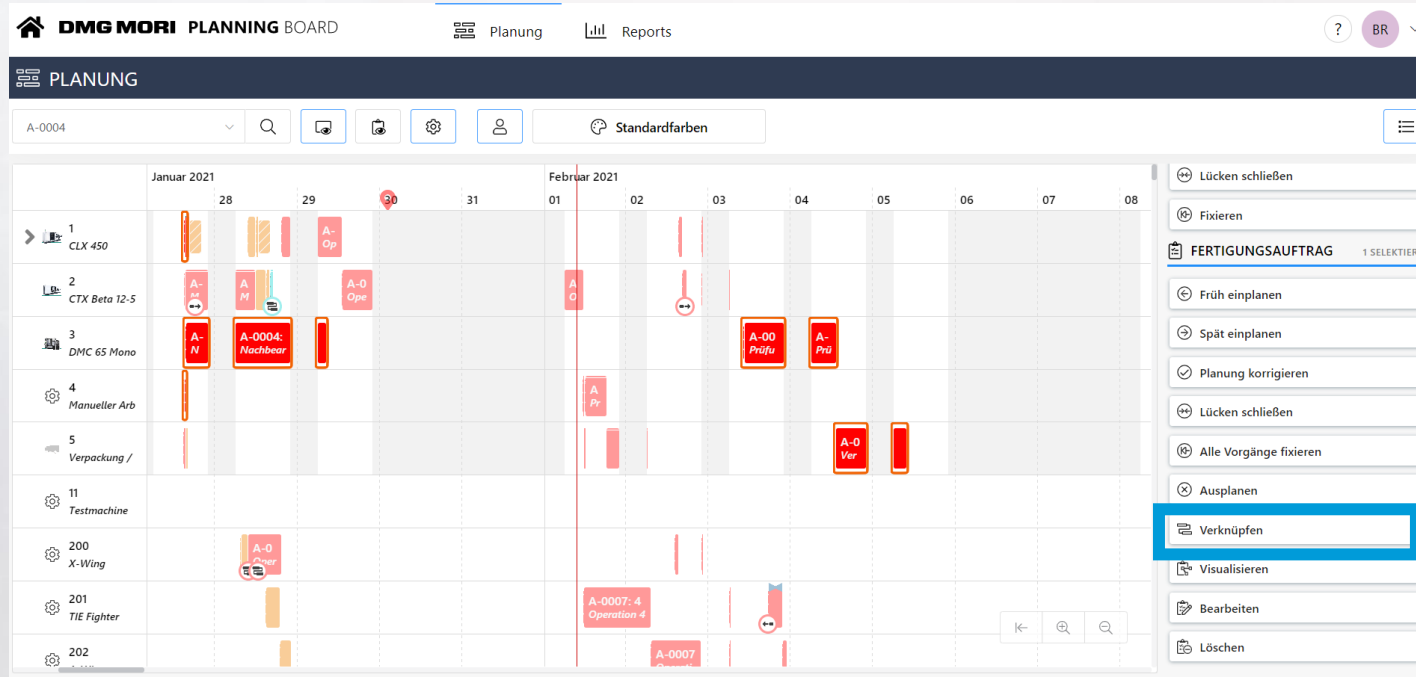 DMG MORI PLANNING BOARD
Planung
Reports
?
BR
PLANUNG
A-0004
Standardfarben
Januar 2021
Februar 2021
28
29
30
31
01
02
03
04
05
06
07
08
1
CLX 450
A-
Op
2
CTX Beta 12-5
A-
M
A
M
A-0
Ope
A
O
3
DMC 65 Mono
A-
N
A-0004:
Nachbear
A-00
Prüfu
A-
Prü
4
Manueller Arb
A
Pr
5
Verpackung /
A-0
Ver
11
Testmachine
200
X-Wing
A-0
Oper
201
TIE Fighter
A-0007: 4
Operation 4
202
A-0007
Lücken schließen
Fixieren
FERTIGUNGSAUFTRAG
1 SELEKTIER
Früh einplanen
Spät einplanen
Planung korrigieren
Lücken schließen
Alle Vorgänge fixieren
Ausplanen
Verknüpfen
Visualisieren
Bearbeiten
Löschen